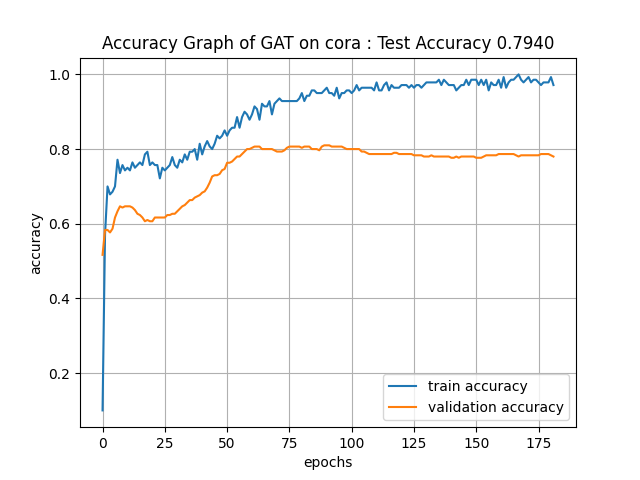 Accuracy Graph of GAT on cora : Test Accuracy 0.7940
1.0
0.8
0.6
0.4
0.2
accuracy
train accuracy
validation accuracy
0 25 50 75 100 125 150 175
epochs